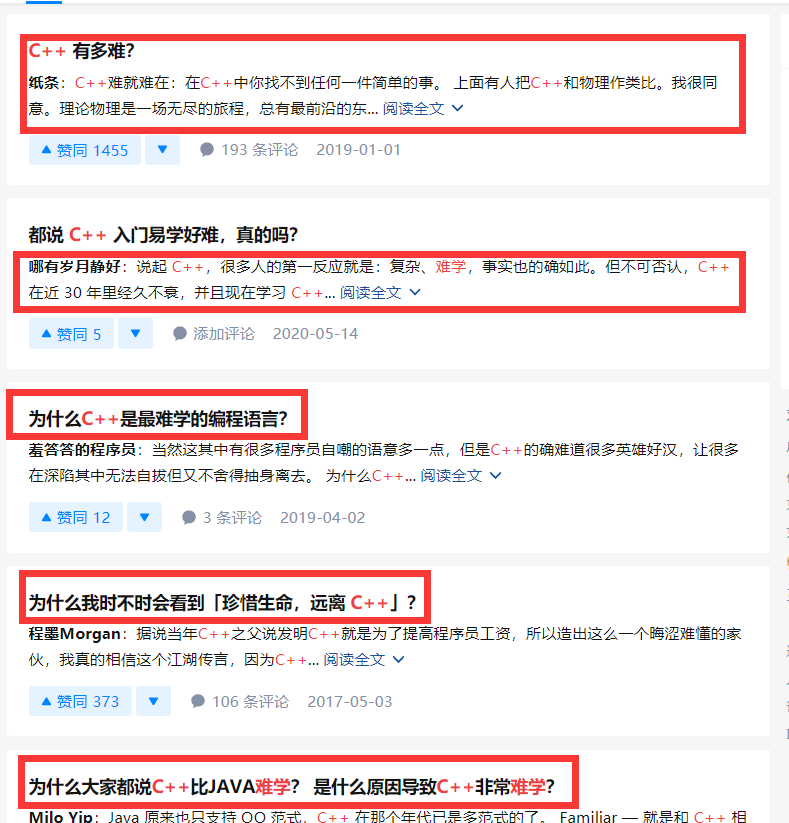 C++ 有多难？
纸条：C++难就难在：在C++中你找不到任何一件简单的事。 上面有人把C++和物理作类比。我很同
意。理论物理是一场无尽的旅程，总有最前沿的东... 阅读全文
赞同 1455 193 条评论 2019-01-01
都说 C++ 入门易学好难，真的吗？
哪有岁月静好：说起 C++，很多人的第一反应就是：复杂、难学，事实也的确如此。但不可否认，C++
在近 30 年里经久不衰，并且现在学习 C++... 阅读全文
赞同 5 添加评论 2020-05-14
为什么C++是最难学的编程语言？
羞答答的程序员：当然这其中有很多程序员自嘲的语意多一点，但是C++的确难道很多英雄好汉，让很多
在深陷其中无法自拔但又不舍得抽身离去。 为什么C++... 阅读全文
赞同 12 3 条评论 2019-04-02
为什么我时不时会看到「珍惜生命，远离 C++」？
程墨Morgan：据说当年C++之父说发明C++就是为了提高程序员工资，所以造出这么一个晦涩难懂的家
伙，我真的相信这个江湖传言，因为C++... 阅读全文
赞同 373 106 条评论 2017-05-03
为什么大家都说C++比JAVA难学？ 是什么原因导致C++非常难学？
Milo Yip：Java 原来也只支持 OO 范式，C++ 在那个年代已是多范式的了。 Familiar — 就是和 C++ 相